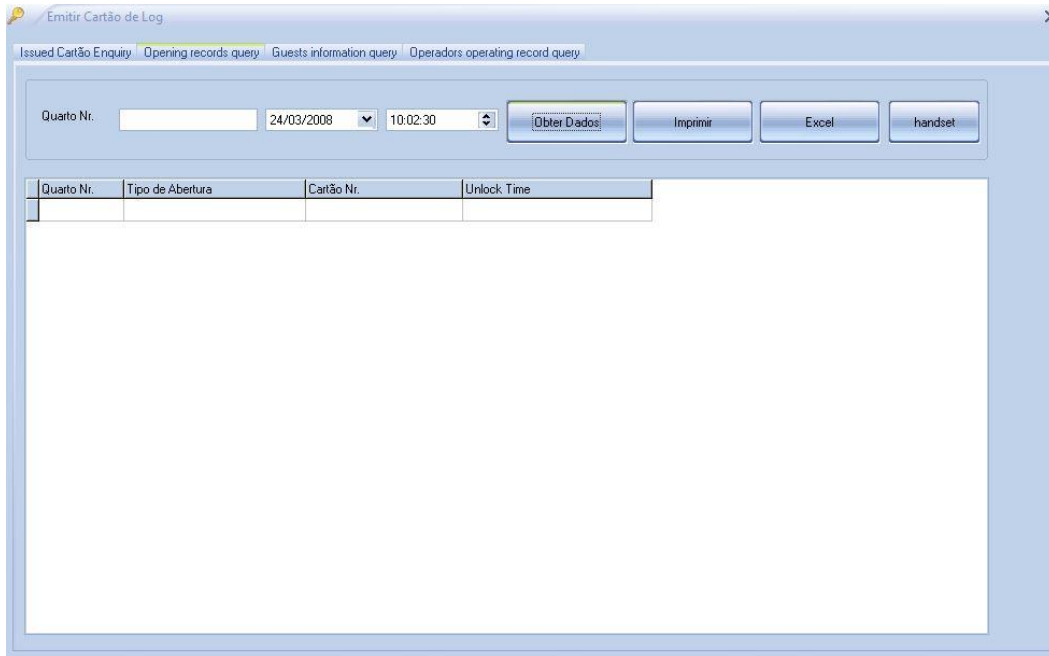 Emitir Cartão de Log
Issued Cartão Enquiry Opening records query Guests information query Operadors operating record query
Quarto Nr. 24/03/2008 10:02:30 Obter Dados Imprimir Excel handset
Quarto Nr. Tipo de Abertura Cartão Nr. Unlock Time